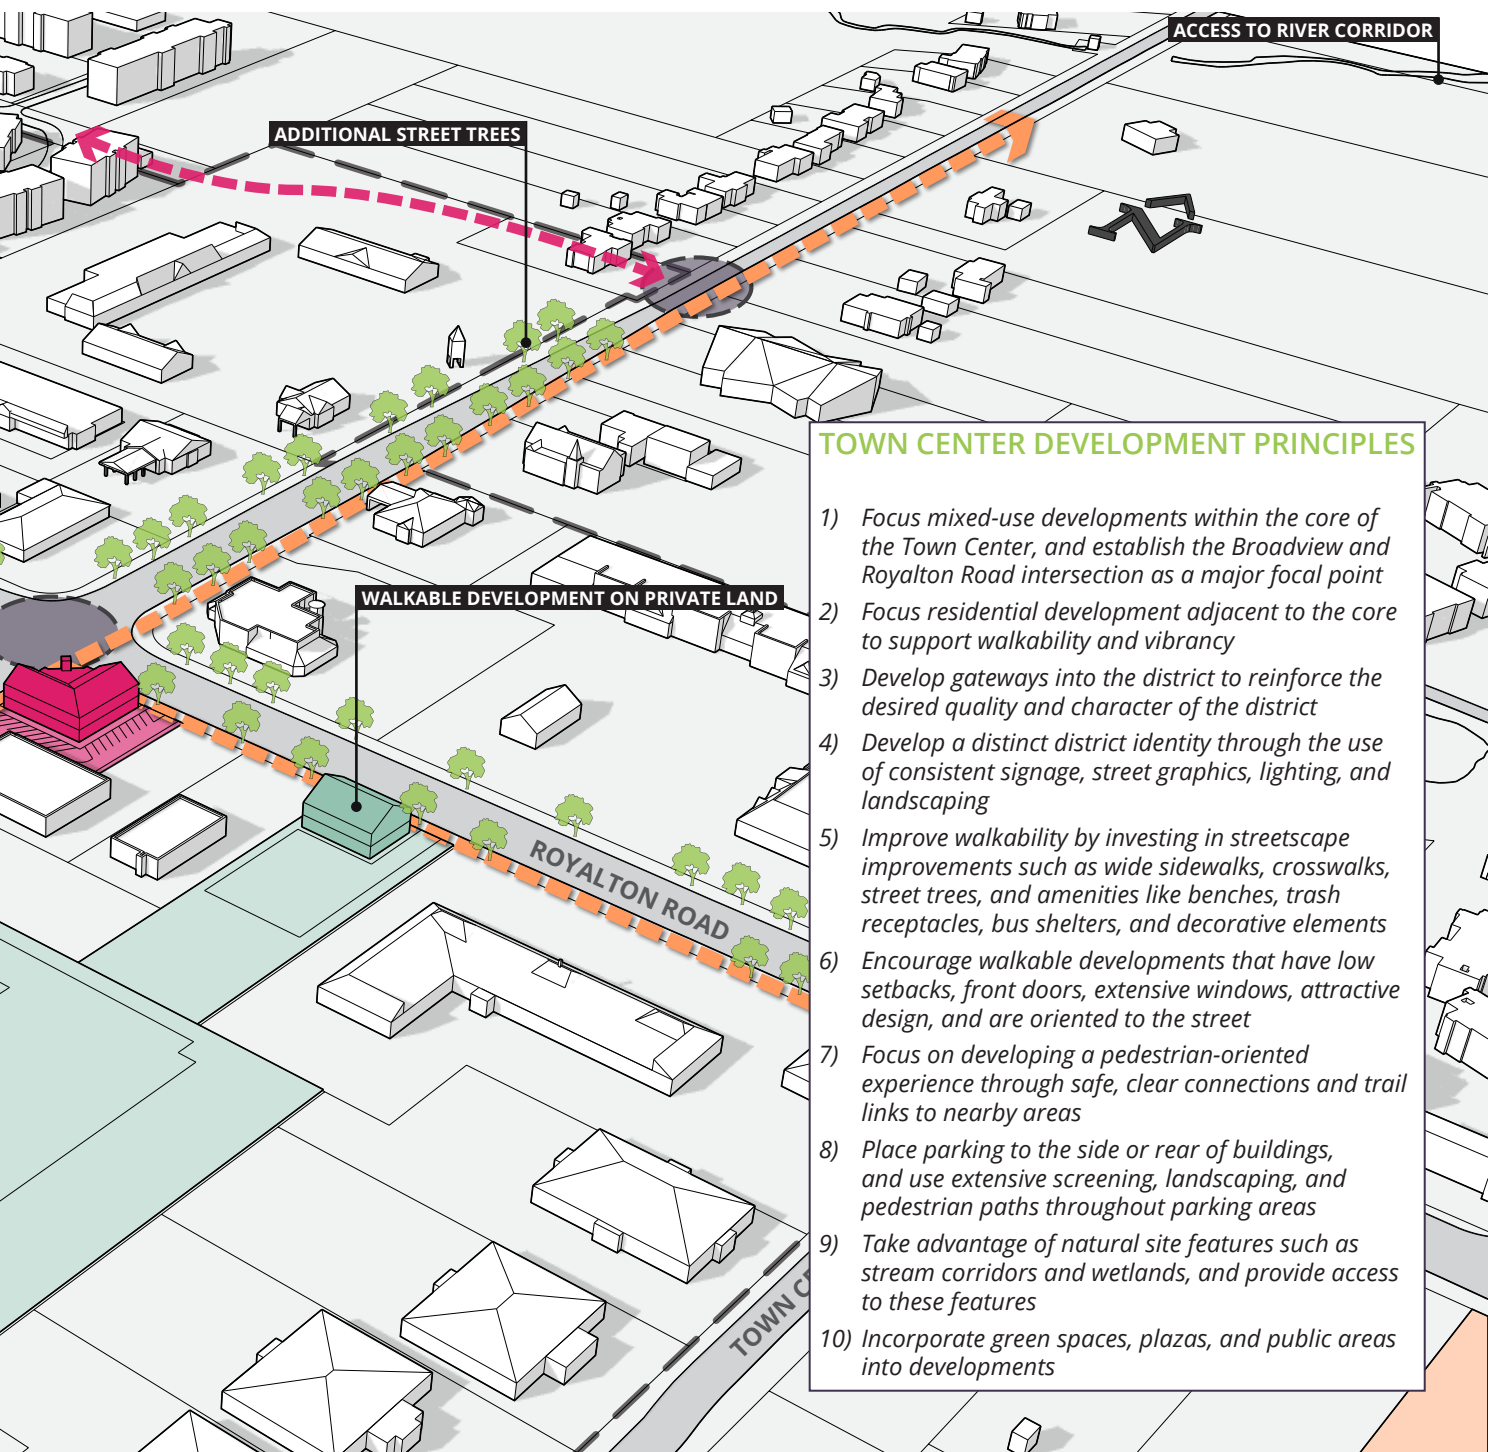 ACCESS TO RIVER CORRIDOR
ADDITIONAL STREET TREES
WALKABLE DEVELOPMENT ON PRIVATE LAND
ROYALTON ROAD
TOWN
TOWN CENTER DEVELOPMENT PRINCIPLES
1) Focus mixed-use developments within the core of
the Town Center, and establish the Broadview and
Royalton Road intersection as a major focal point
2) Focus residential development adjacent to the core
to support walkability and vibrancy
3) Develop gateways into the district to reinforce the
desired quality and character of the district
4) Develop a distinct district identity through the use
of consistent signage, street graphics, lighting, and
landscaping
5) Improve walkability by investing in streetscape
improvements such as wide sidewalks, crosswalks,
street trees, and amenities like benches, trash
receptacles, bus shelters, and decorative elements
6) Encourage walkable developments that have low
setbacks, front doors, extensive windows, attractive
design, and are oriented to the street
7) Focus on developing a pedestrian-oriented
experience through safe, clear connections and trail
links to nearby areas
8) Place parking to the side or rear of buildings,
and use extensive screening, landscaping, and
pedestrian paths throughout parking areas
9) Take advantage of natural site features such as
stream corridors and wetlands, and provide access
to these features
10) Incorporate green spaces, plazas, and public areas
into developments